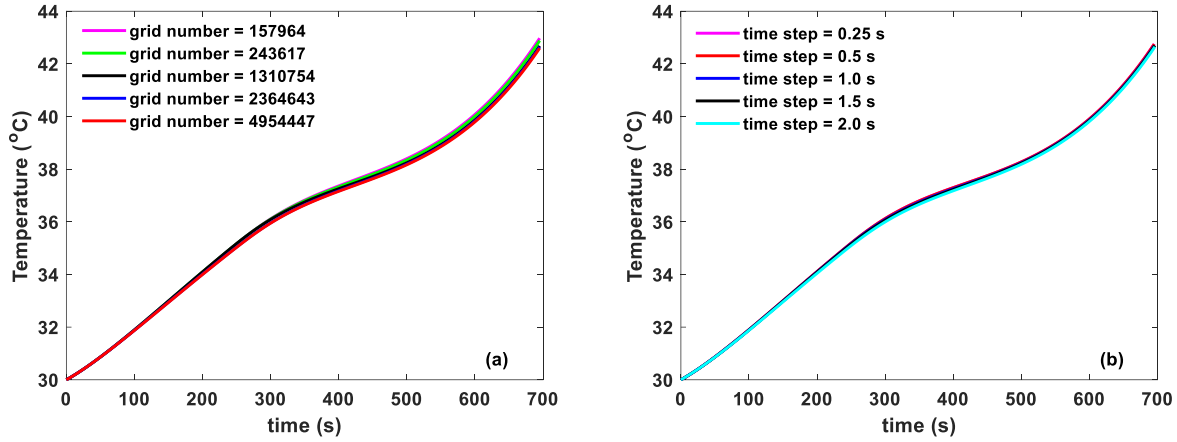 44
42
40
38
36
34
32
30
Temperature (°C)
grid number = 157964
grid number = 243617
grid number = 1310754
grid number = 2364643
grid number = 4954447
(a)
0 100 200 300 400 500 600 700
time (s)
44
42
40
38
36
34
32
30
Temperature (°C)
time step = 0.25 s
time step = 0.5 s
time step = 1.0 s
time step = 1.5 s
time step = 2.0 s
(b)
0 100 200 300 400 500 600 700
time (s)